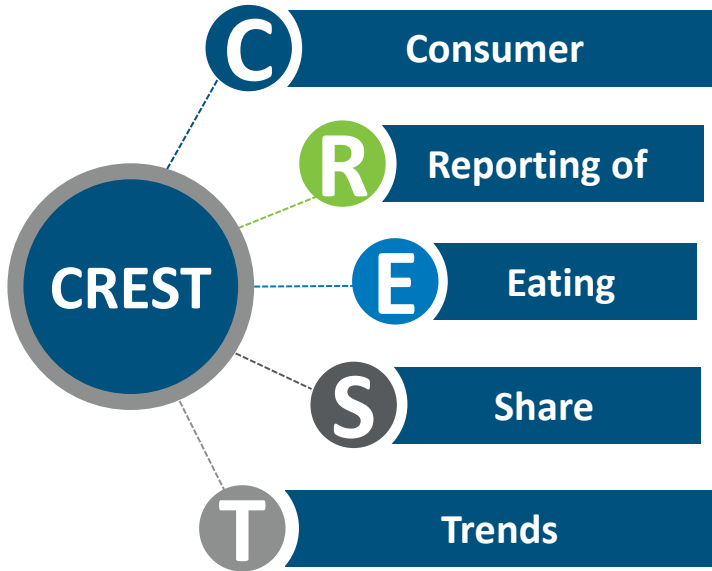 C Consumer
R Reporting of
CREST
E Eating
S Share
T Trends